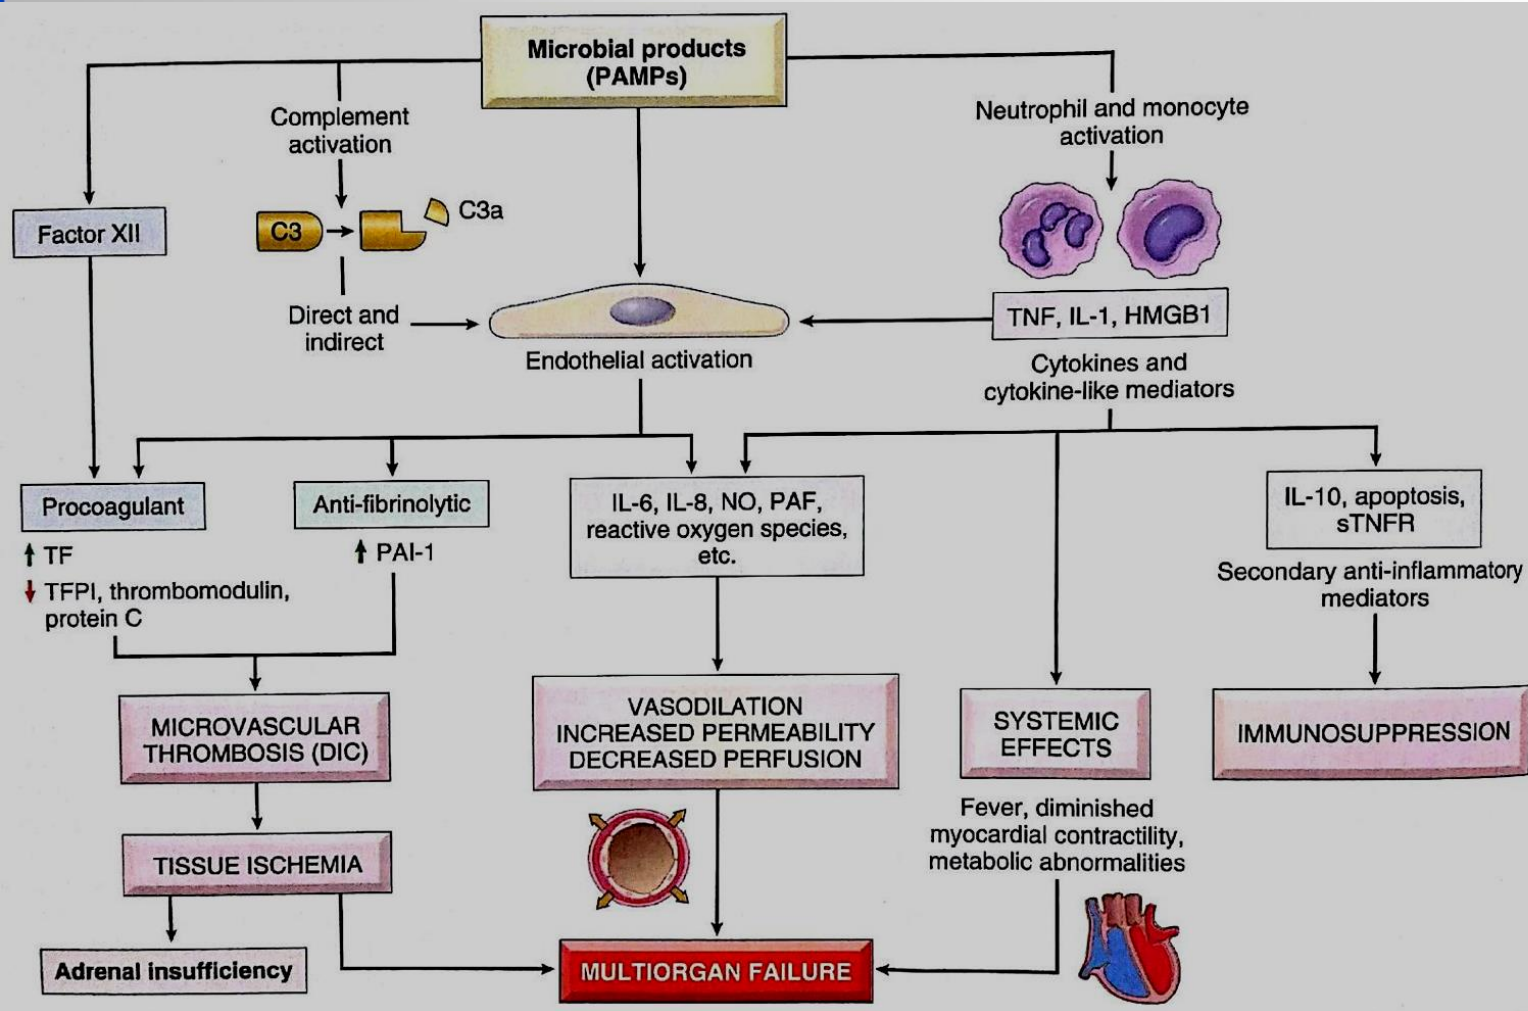 Microbial products
(PAMPs)
Complement
activation
Neutrophil and monocyte
activation
Factor XII
C3
C3a
Direct and
indirect
Endothelial activation
TNF, IL-1, HMGB1
Cytokines and
cytokine-like mediators
Procoagulant
TF
TFPI, thrombomodulin,
protein C
Anti-fibrinolytic
PAI-1
IL-6, IL-8, NO, PAF,
reactive oxygen species,
etc.
IL-10, apoptosis,
sTNFR
Secondary anti-inflammatory
mediators
MICROVASCULAR
THROMBOSIS (DIC)
VASODILATION
INCREASED PERMEABILITY
DECREASED PERFUSION
SYSTEMIC
EFFECTS
IMMUNOSUPPRESSION
Fever, diminished
myocardial contractility,
metabolic abnormalities
TISSUE ISCHEMIA
Adrenal insufficiency
MULTIORGAN FAILURE